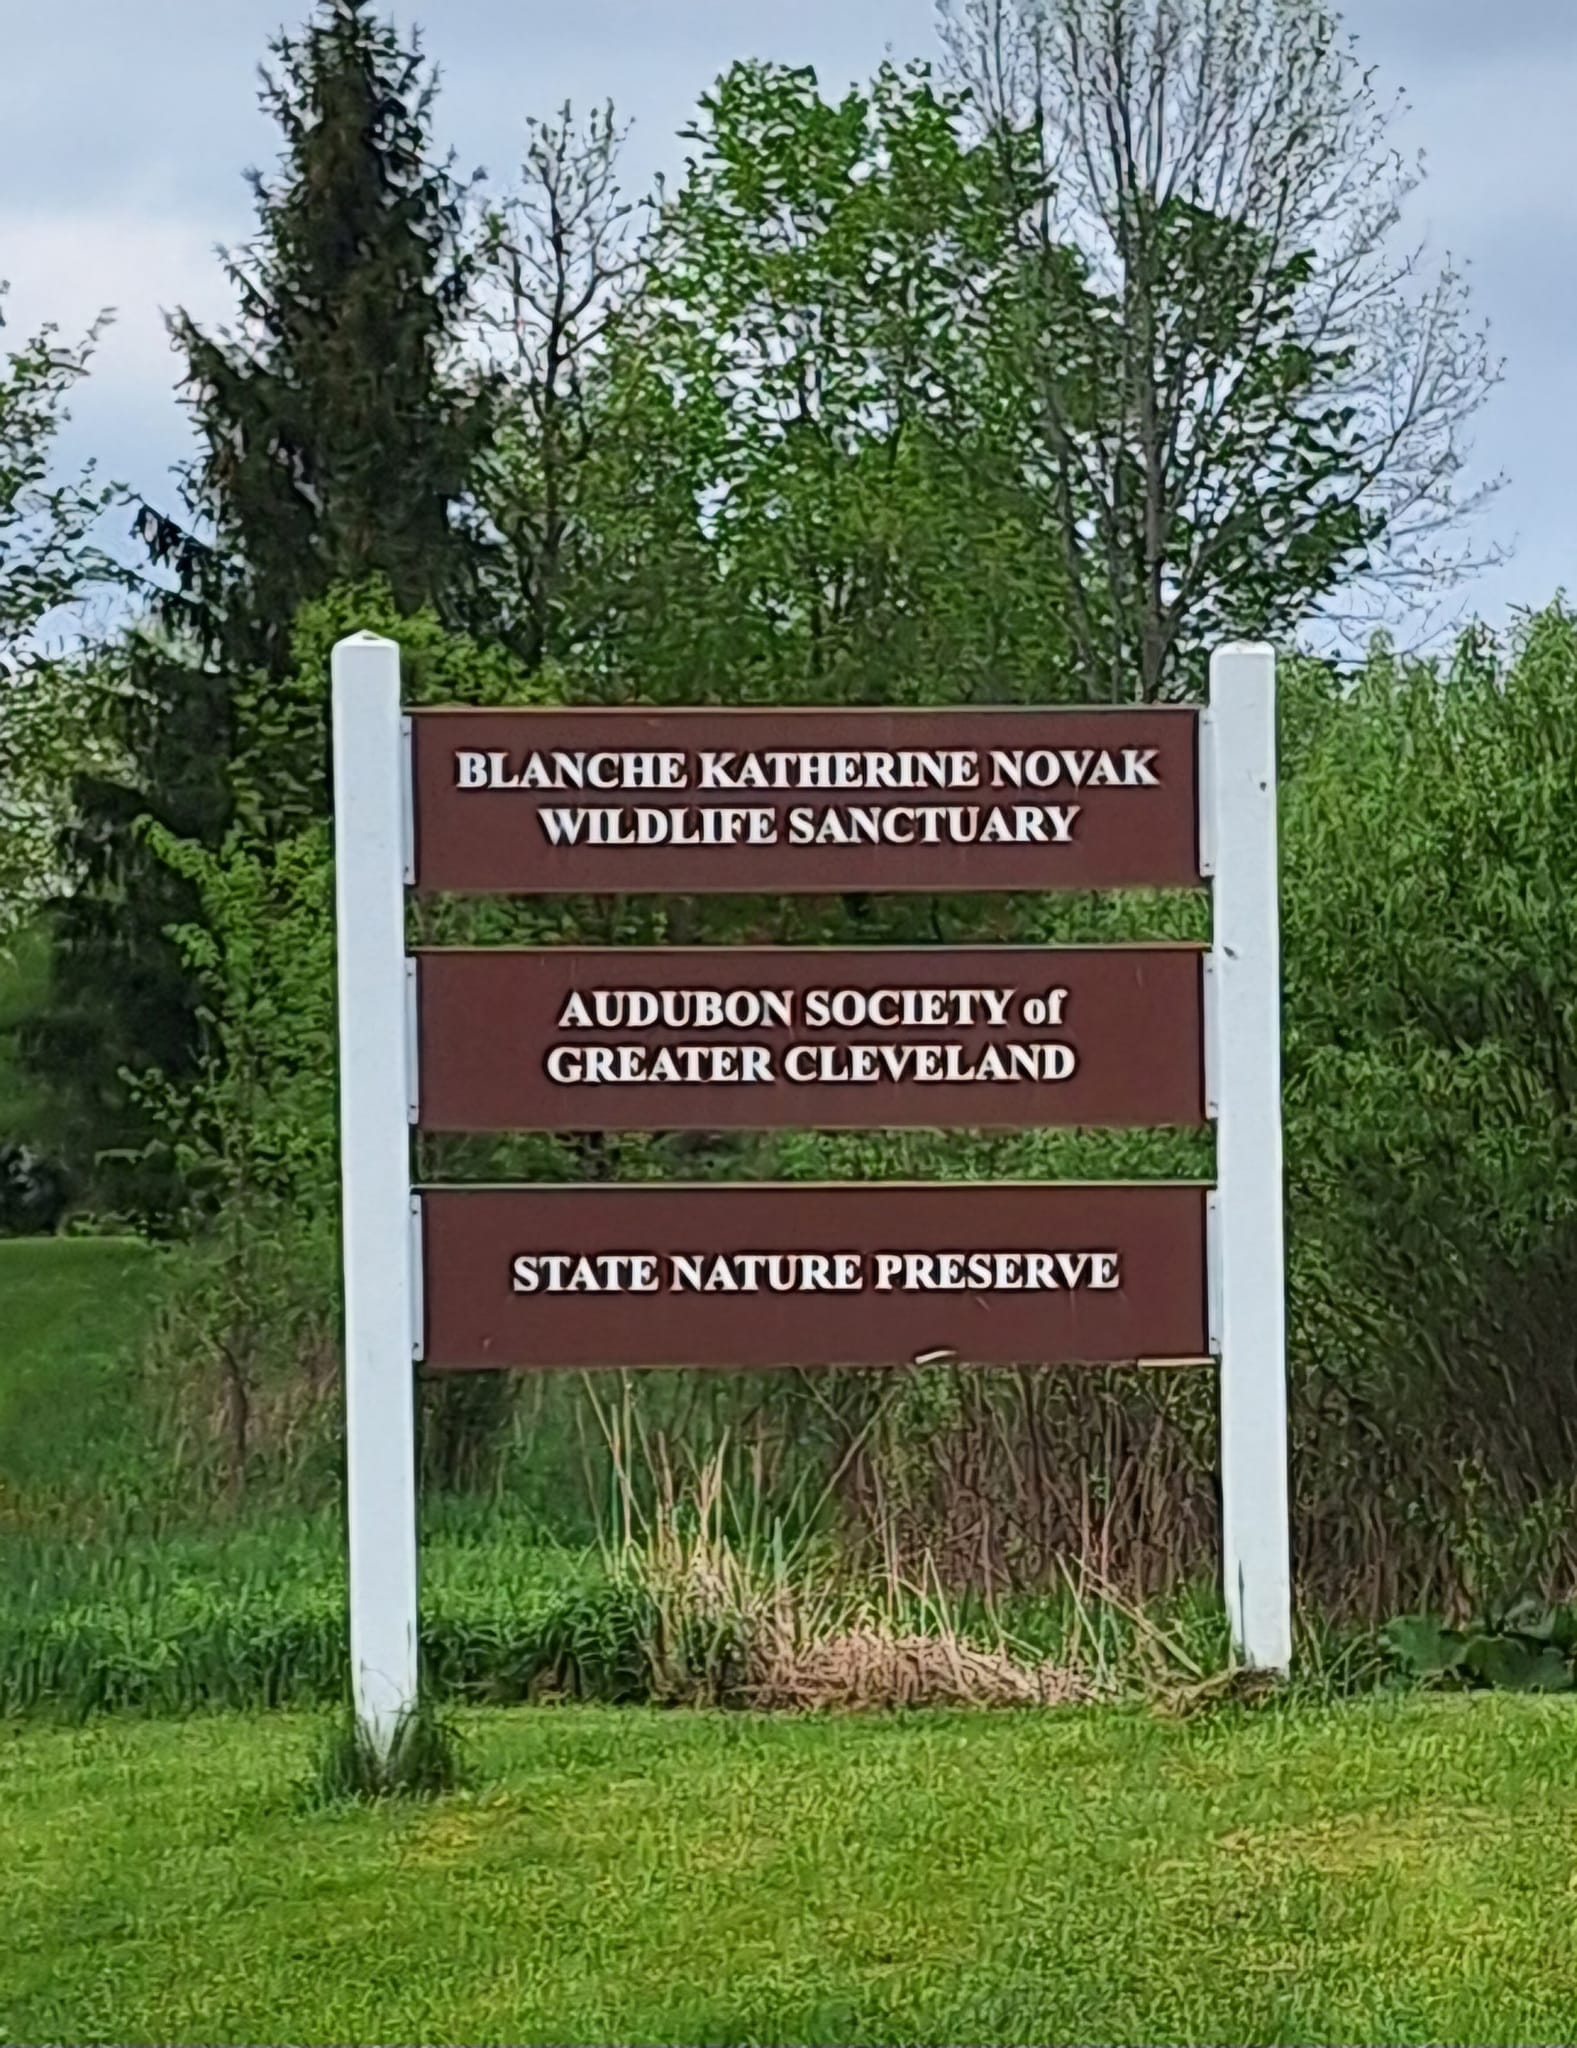 BLANCHE KATHERINE NOVAK
WILDLIFE SANCTUARY
AUDUBON SOCIETY of
GREATER CLEVELAND
STATE NATURE PRESERVE